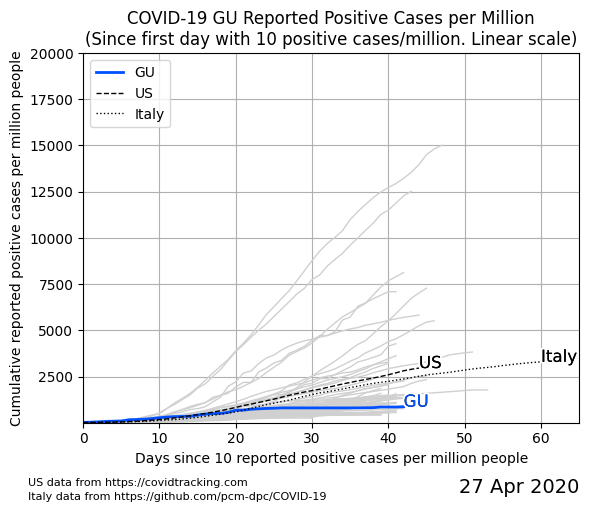 COVID-19 GU Reported Positive Cases per Million
(Since first day with 10 positive cases/million. Linear scale)
Cumulative reported positive cases per million people
20000
17500
15000
12500
10000
7500
5000
2500
GU
US
Italy
US
Italy
GU
0 10 20 30 40 50 60
Days since 10 reported positive cases per million people
US data from https://covidtracking.com
Italy data from https://github.com/pcm-dpc/COVID-19
27 Apr 2020